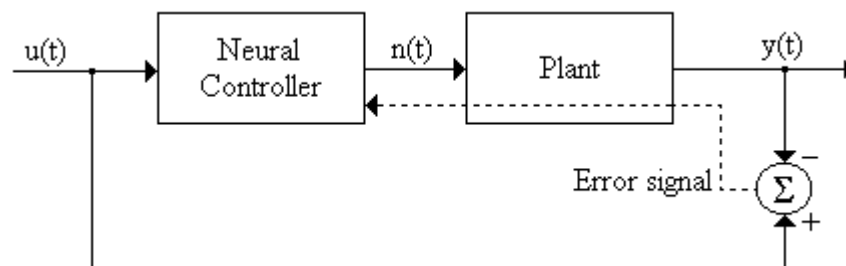 u(t)
Neural
Controller
n(t)
Plant
y(t)
Error signal
Σ
−
+